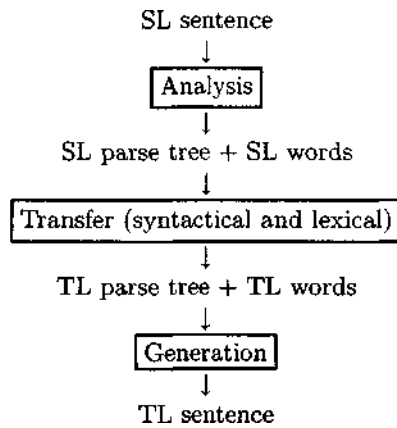 SL sentence
↓
Analysis
↓
SL parse tree + SL words
↓
Transfer (syntactical and lexical)
↓
TL parse tree + TL words
↓
Generation
↓
TL sentence